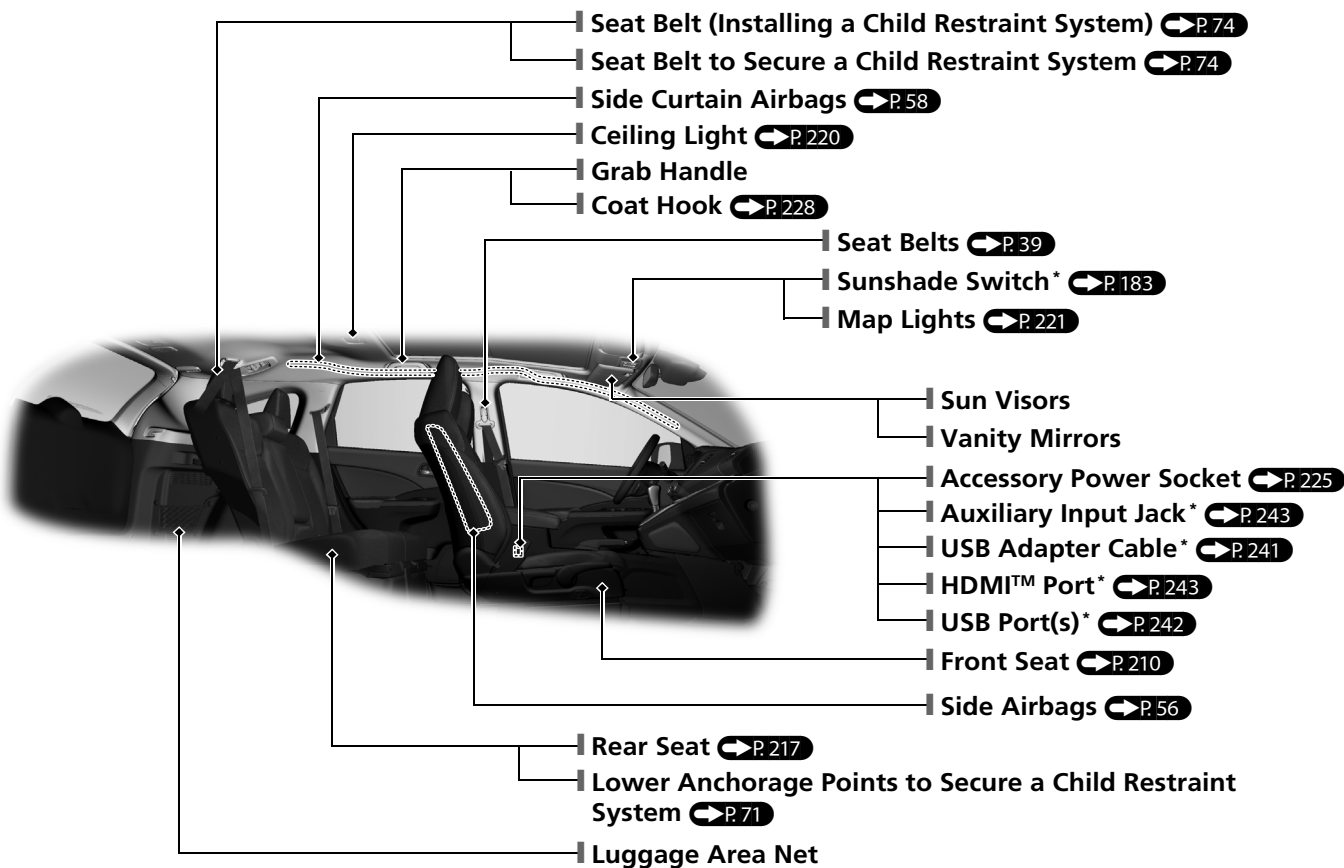 Seat Belt (Installing a Child Restraint System) P. 74
Seat Belt to Secure a Child Restraint System P. 74
Side Curtain Airbags P. 58
Ceiling Light P. 220
Grab Handle
Coat Hook P. 228
Seat Belts P. 39
Sunshade Switch* P. 183
Map Lights P. 221
Sun Visors
Vanity Mirrors
Accessory Power Socket P. 225
Auxiliary Input Jack* P. 243
USB Adapter Cable* P. 241
HDMI™ Port* P. 243
USB Port(s)* P. 242
Front Seat P. 210
Side Airbags P. 56
Rear Seat P. 217
Lower Anchorage Points to Secure a Child Restraint
System P. 71
Luggage Area Net